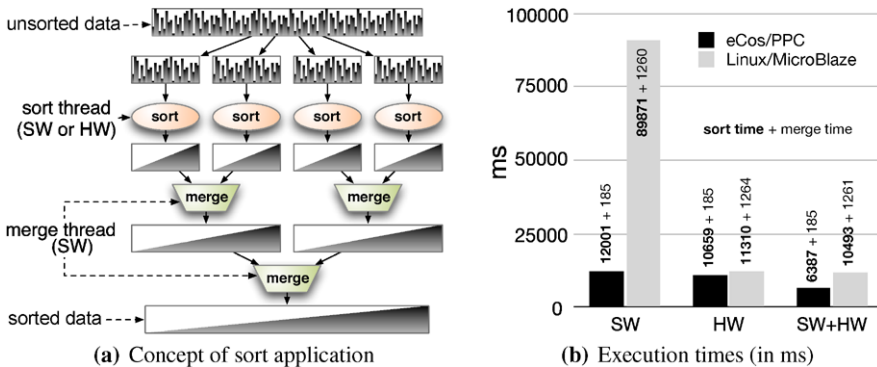 unsorted data
sort thread
(SW or HW)
sort
sort
sort
sort
merge
merge
merge thread
(SW)
merge
sorted data
(a) Concept of sort application
100000
75000
50000
25000
0
ms
eCos/PPC
Linux/MicroBlaze
sort time + merge time
12001 + 185
89871 + 1260
10659 + 185
11310 + 1264
6387 + 185
10493 + 1261
SW
HW
SW+HW
(b) Execution times (in ms)